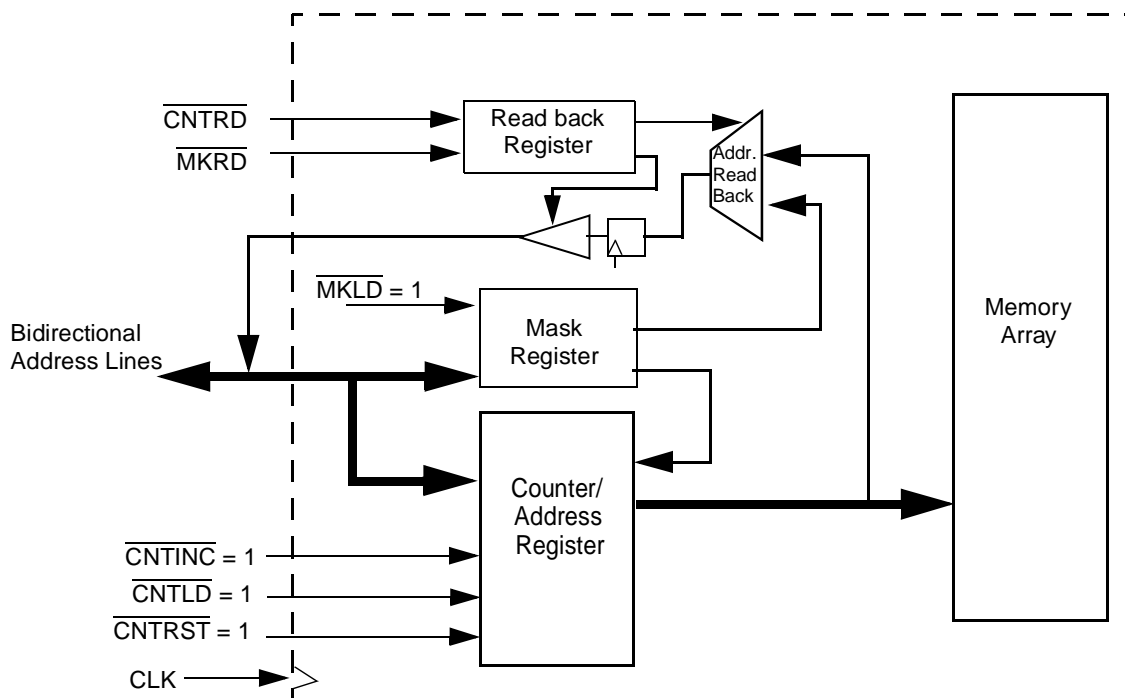 CNTRD
MKRD
Read back
Register
Addr.
Read
Back
MKLD = 1
Mask
Register
Memory
Array
Bidirectional
Address Lines
Counter/
Address
Register
CNTINC = 1
CNTLD = 1
CNTRST = 1
CLK